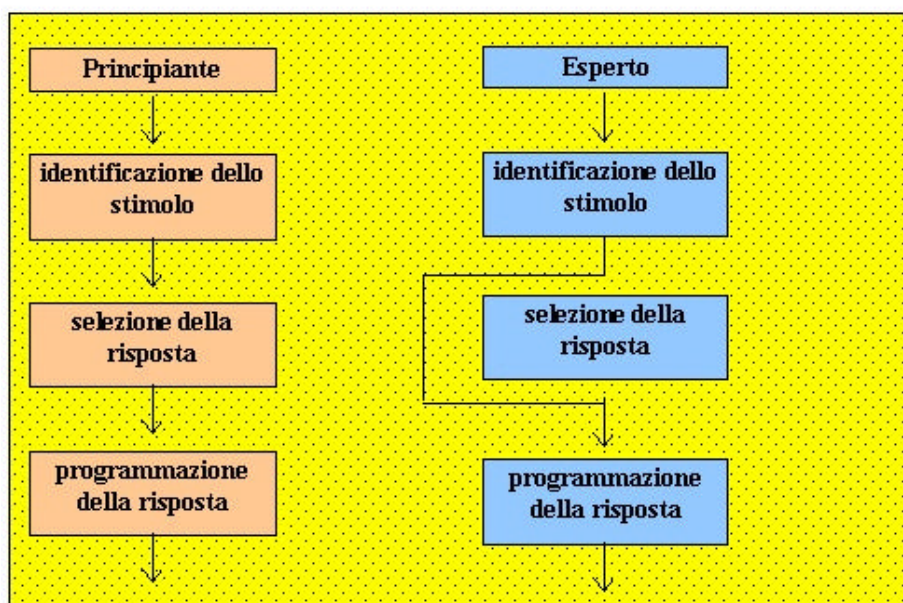 Principiante
identificazione dello
stimolo
selezione della
risposta
programmazione
della risposta
Esperto
identificazione dello
stimolo
selezione della
risposta
programmazione
della risposta